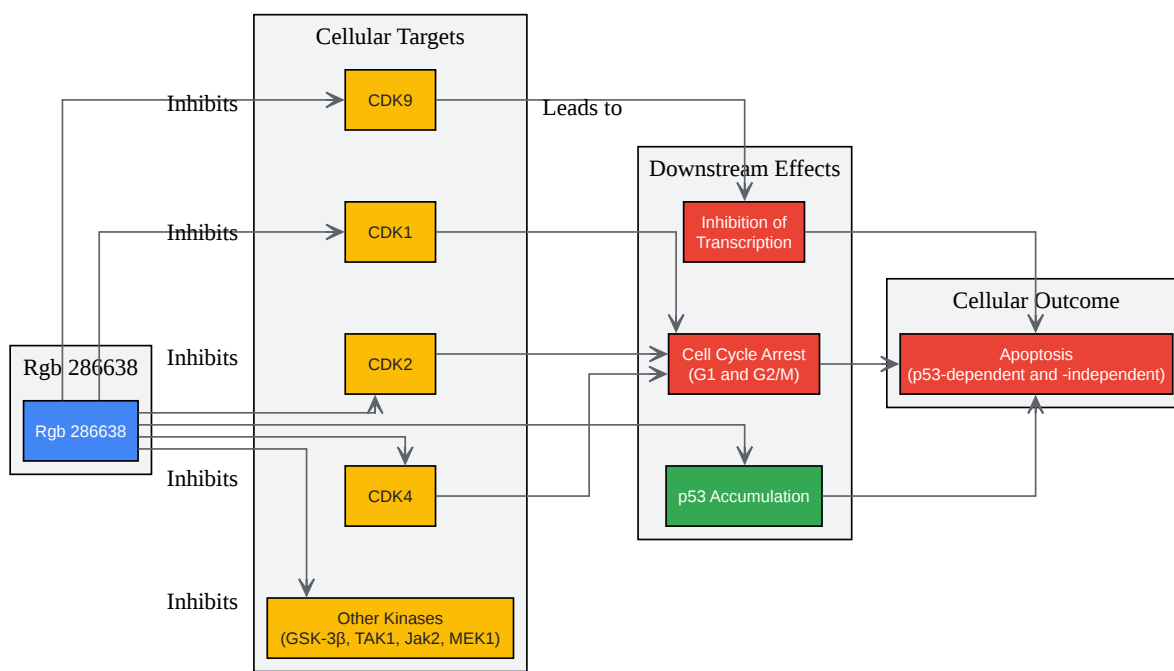 Cellular Targets
Inhibits
CDK9
Leads to
Downstream Effects
Inhibits
CDK1
Inhibition of
Transcription
Cellular Outcome
Rgb 286638
Inhibits
CDK2
Cell Cycle Arrest
(G1 and G2/M)
Apoptosis
(p53-dependent and -independent)
Rgb 286638
Inhibits
CDK4
p53 Accumulation
Inhibits
Other Kinases
(GSK-3β, TAK1, Jak2, MEK1)